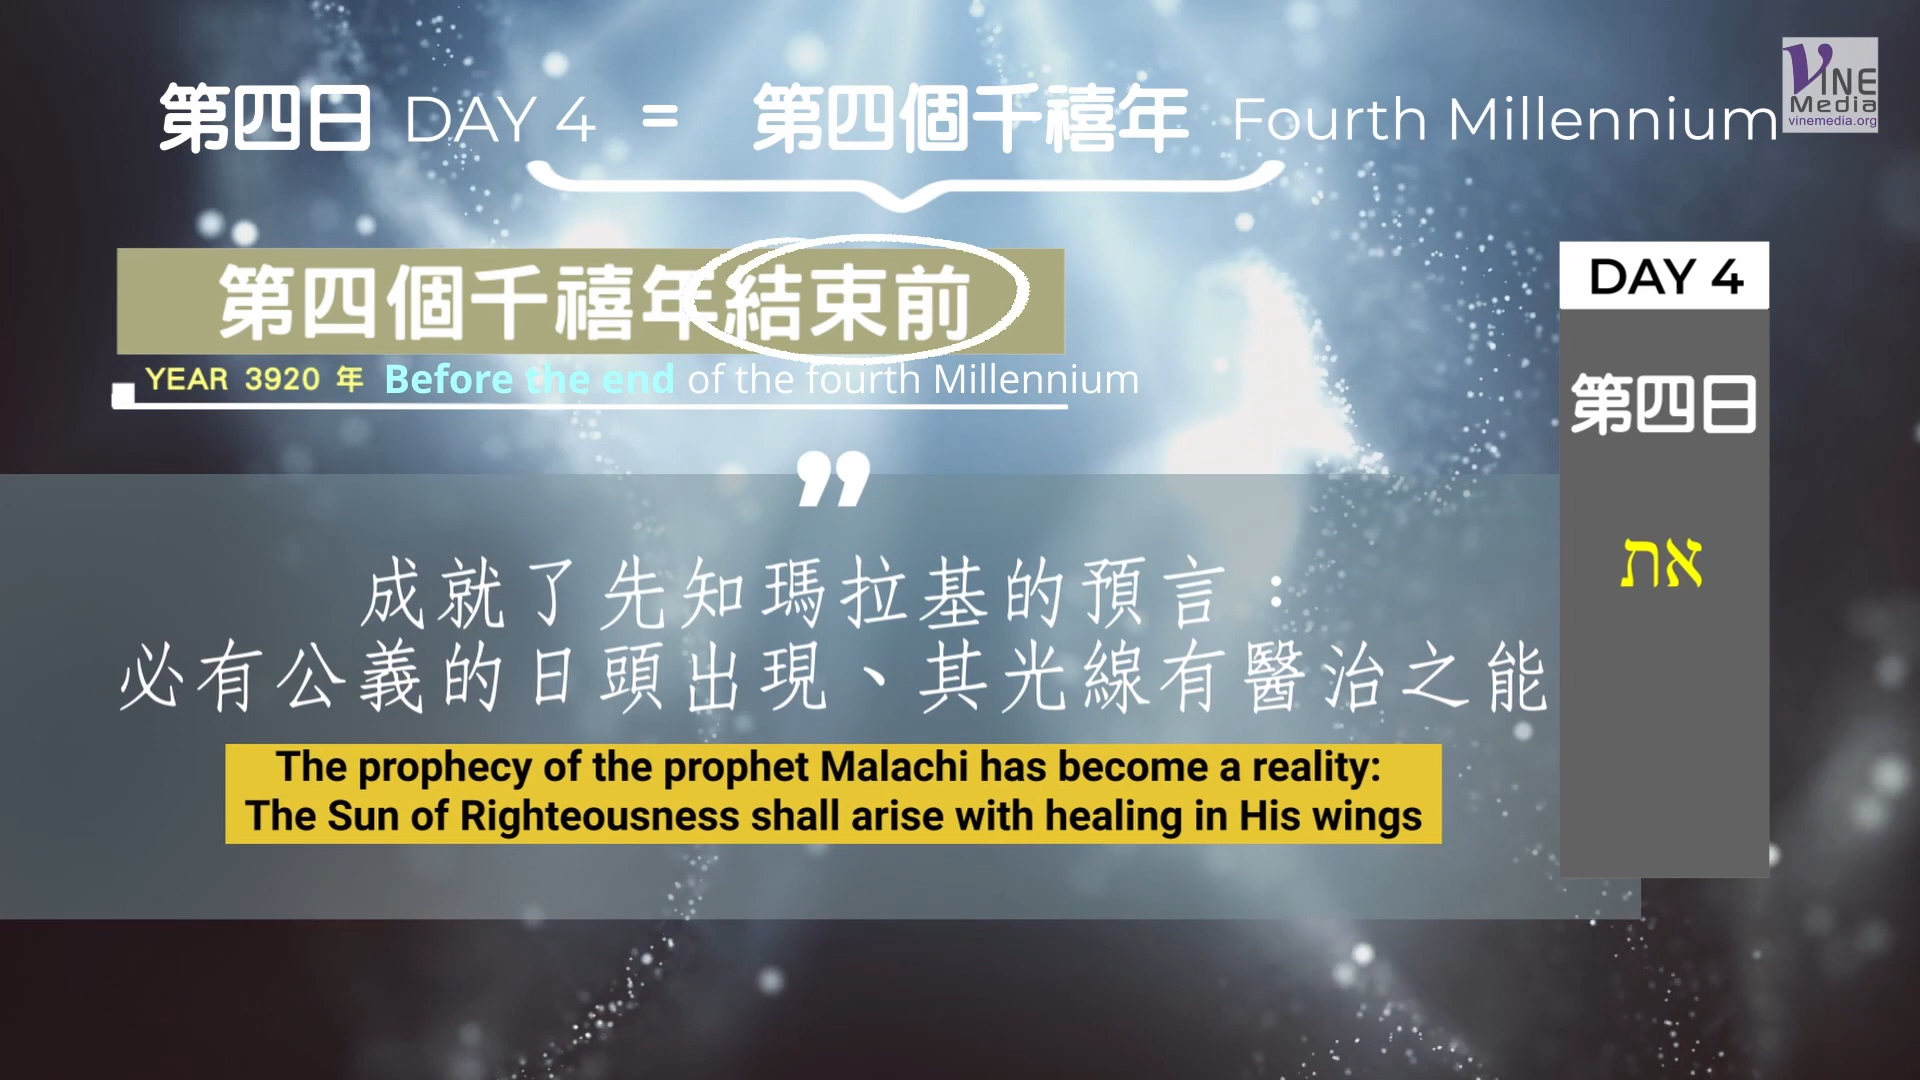 第四日 DAY 4 = 第四個千禧年 Fourth Millennium
VINE
Media
vinemedia.org
第四個千禧年結束前
YEAR 3920 年 Before the end of the fourth Millennium
”
成就了先知瑪拉基的預言：
必有公義的日頭出現、其光線有醫治之能
The prophecy of the prophet Malachi has become a reality:
The Sun of Righteousness shall arise with healing in His wings
DAY 4
第四日
את